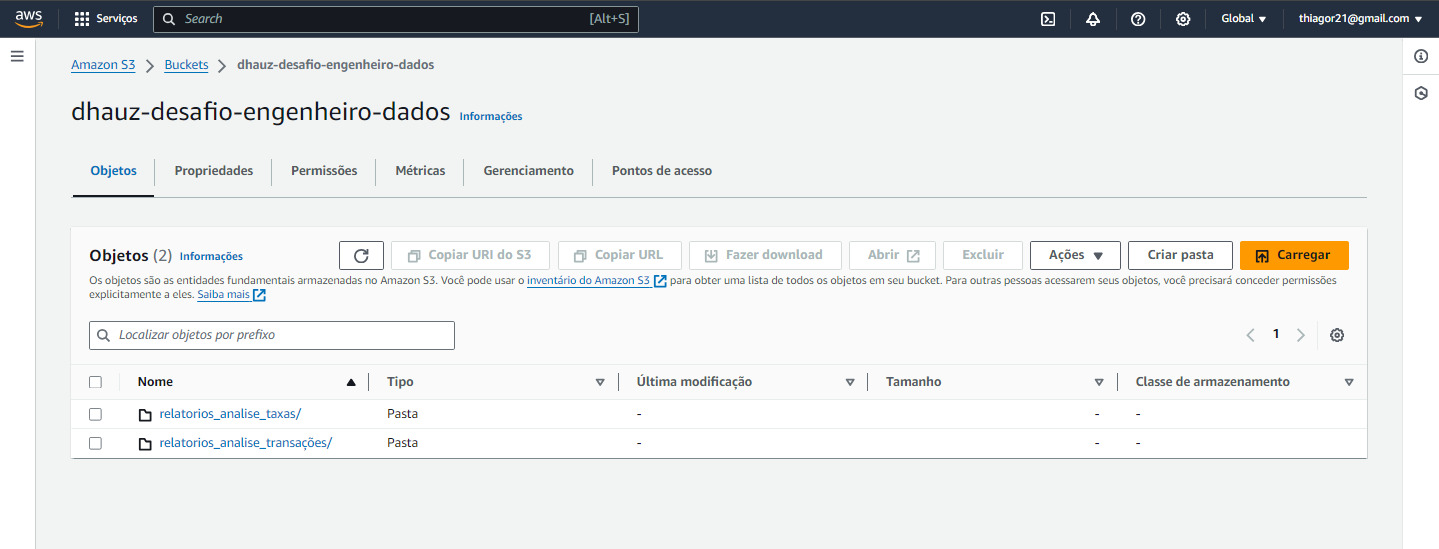 aws Serviços Search [Alt+S] Global thiagor21@gmail.com
Amazon S3 Buckets dhauz-desafio-engenheiro-dados
dhauz-desafio-engenheiro-dados Informações
Objetos Propriedades Permissões Métricas Gerenciamento Pontos de acesso
Objetos (2) Informações Copiar URI do S3 Copiar URL Fazer download Abrir Excluir Ações Criar pasta Carregar
Os objetos são as entidades fundamentais armazenadas no Amazon S3. Você pode usar o inventário do Amazon S3 para obter uma lista de todos os objetos em seu bucket. Para outras pessoas acessarem seus objetos, você precisará conceder permissões
explicitamente a eles. Saiba mais
Localizar objetos por prefixo 1
Nome Tipo Última modificação Tamanho Classe de armazenamento
relatorios_analise_taxas/ Pasta - - -
relatorios_analise_transações/ Pasta - - -